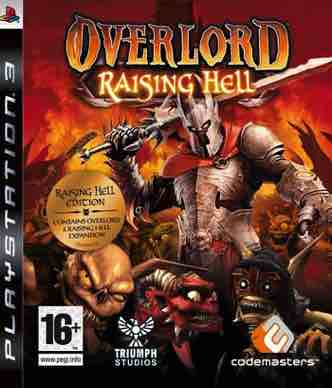 PLAYSTATION 3
OVERLORD
RAISING HELL
RAISING HELL
EDITION
CONTAINS OVERLORD
& RAISING HELL
EXPANSION
16+
www.pegi.info
TRIUMPH
STUDIOS
codemasters